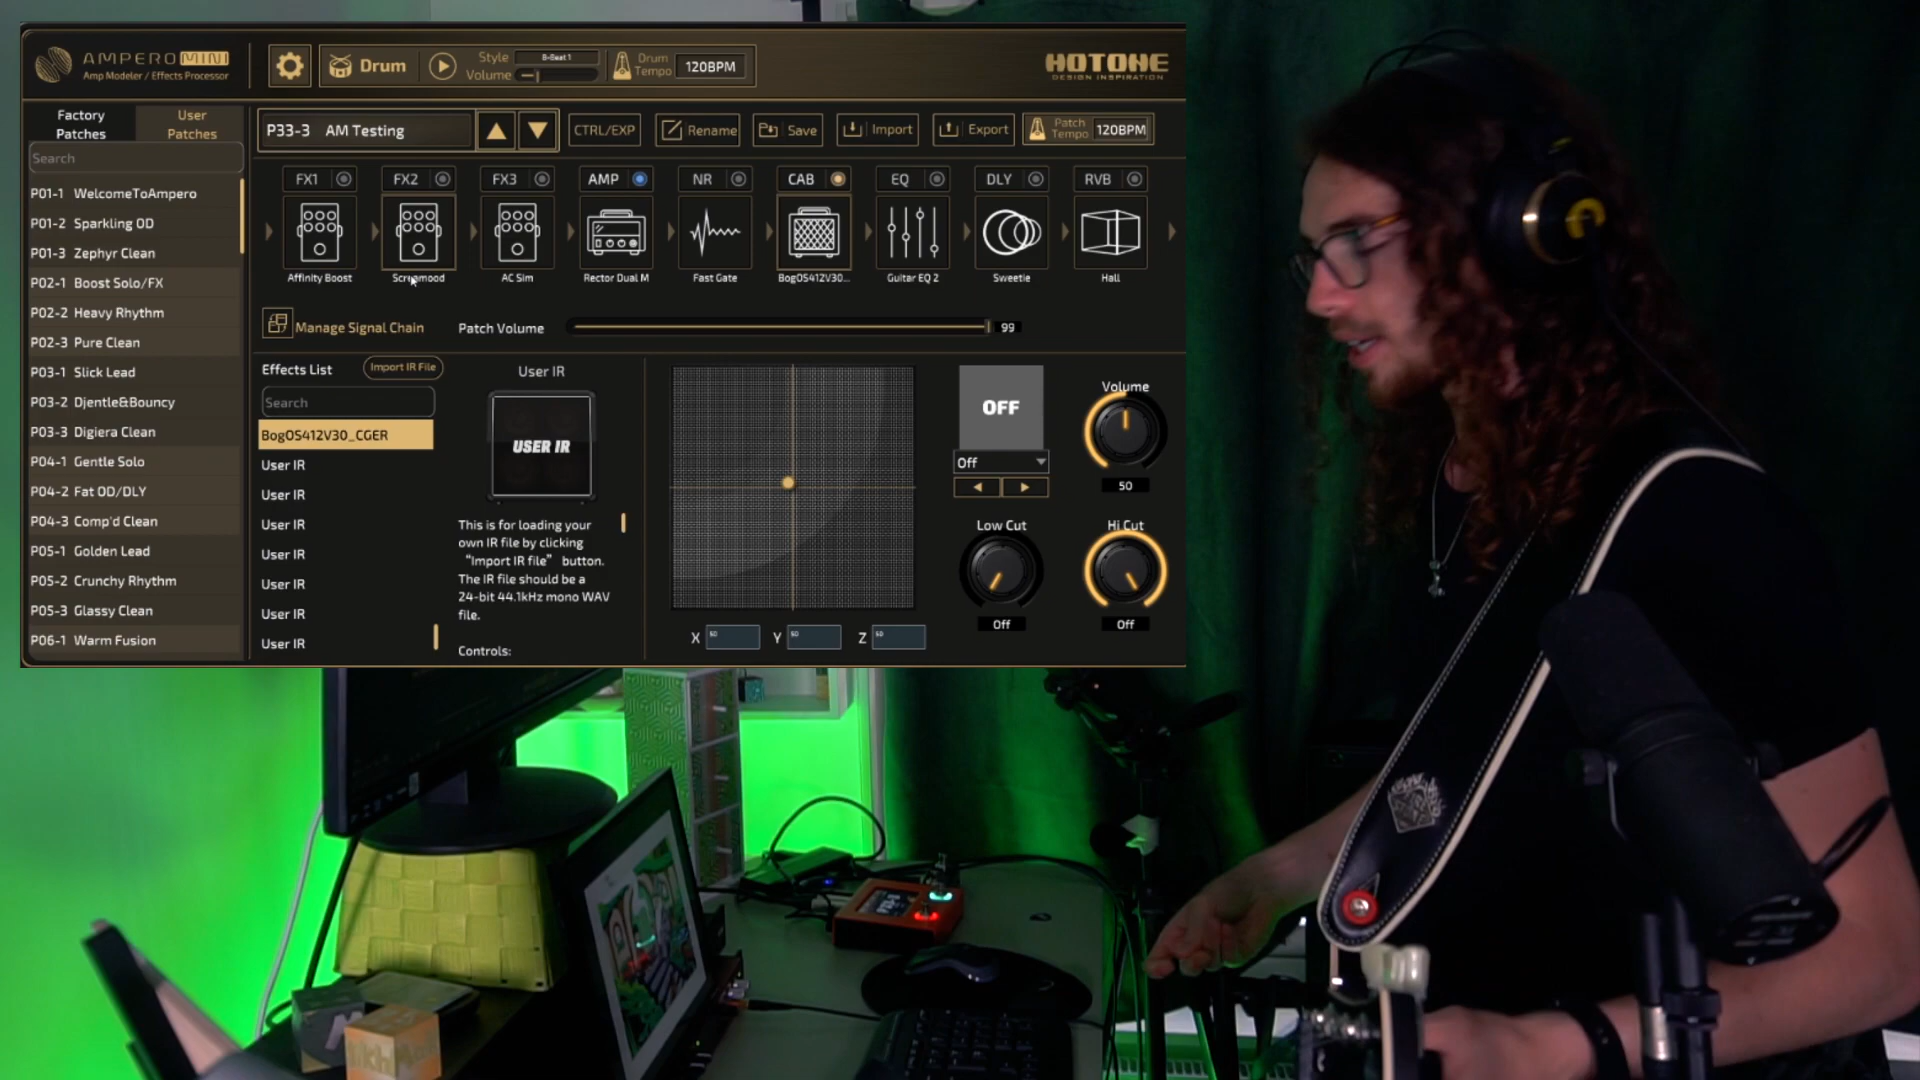 AMPERO MINI
Amp Modeler / Effects Processor
Drum
Style
8-Beat 1
Volume
Drum
Tempo
120BPM
HOTONE
DESIGN INSPIRATION
Factory
Patches
User
Patches
P33-3 AM Testing
CTRL/EXP
Rename
Save
Import
Export
Patch
Tempo
120BPM
Search
P01-1 WelcomeToAmpero
P01-2 Sparkling OD
P01-3 Zephyr Clean
P02-1 Boost Solo/FX
P02-2 Heavy Rhythm
P02-3 Pure Clean
P03-1 Slick Lead
P03-2 Djentle&Bouncy
P03-3 Digiera Clean
P04-1 Gentle Solo
P04-2 Fat OD/DLY
P04-3 Comp'd Clean
P05-1 Golden Lead
P05-2 Crunchy Rhythm
P05-3 Glassy Clean
P06-1 Warm Fusion
FX1
FX2
FX3
AMP
NR
CAB
EQ
DLY
RVB
Affinity Boost
AC Sim
Rector Dual M
Fast Gate
BogOS412V30...
Guitar EQ 2
Sweetie
Hall
Manage Signal Chain
Patch Volume
99
Effects List
Import IR File
Search
BogOS412V30_CGER
User IR
User IR
User IR
User IR
User IR
User IR
User IR
User IR
USER IR
This is for loading your
own IR file by clicking
“Import IR file” button.
The IR file should be a
24-bit 44.1kHz mono WAV
file.
Controls:
X 50
Y 50
Z 50
OFF
Off
Volume
50
Low Cut
Off
Hi Cut
Off